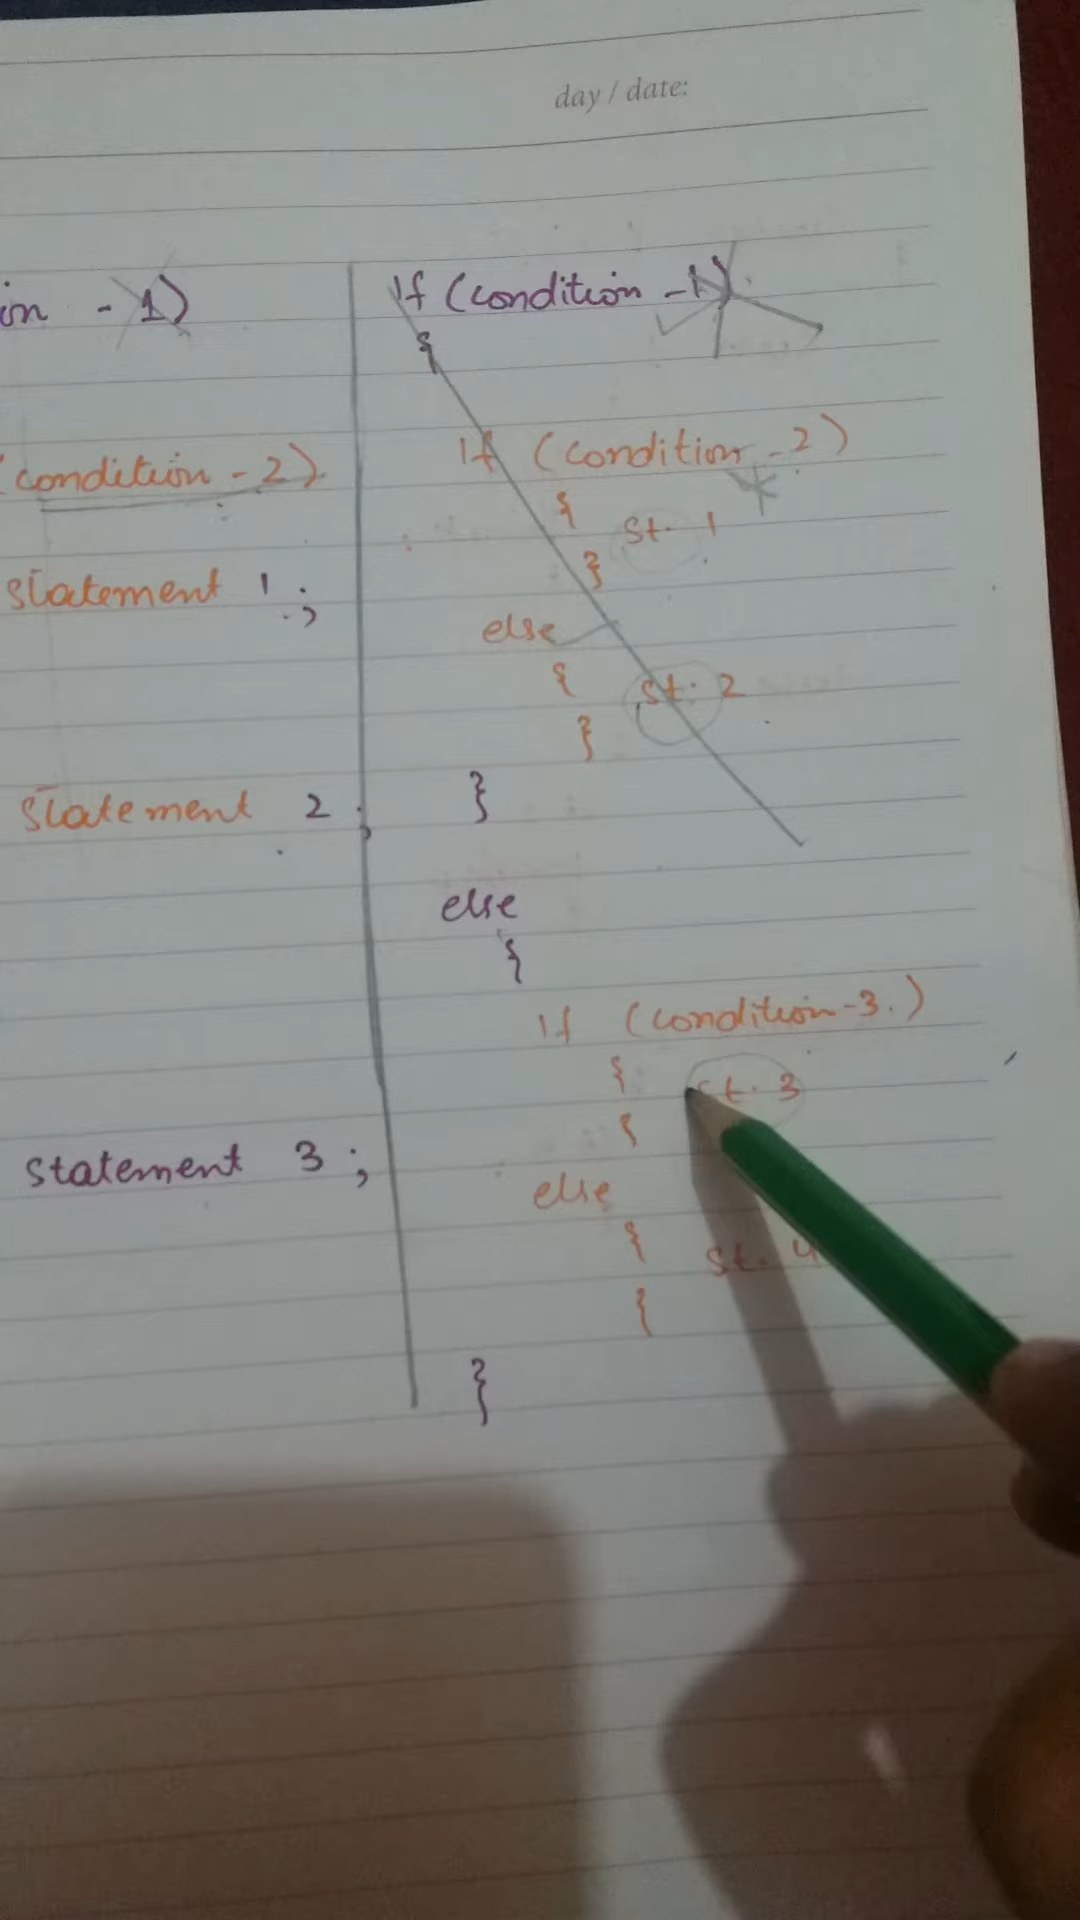 day / date:
in - 1)
(condition - 2)
statement 1 ;
statement 2 ;
statement 3 ;
If (condition - 1)
{
If (condition - 2)
{
st. 1
}
else
{ st. 2
}
}
else
{
If (condition - 3.)
{ st. 3
{
else
{ st. 4
{
}